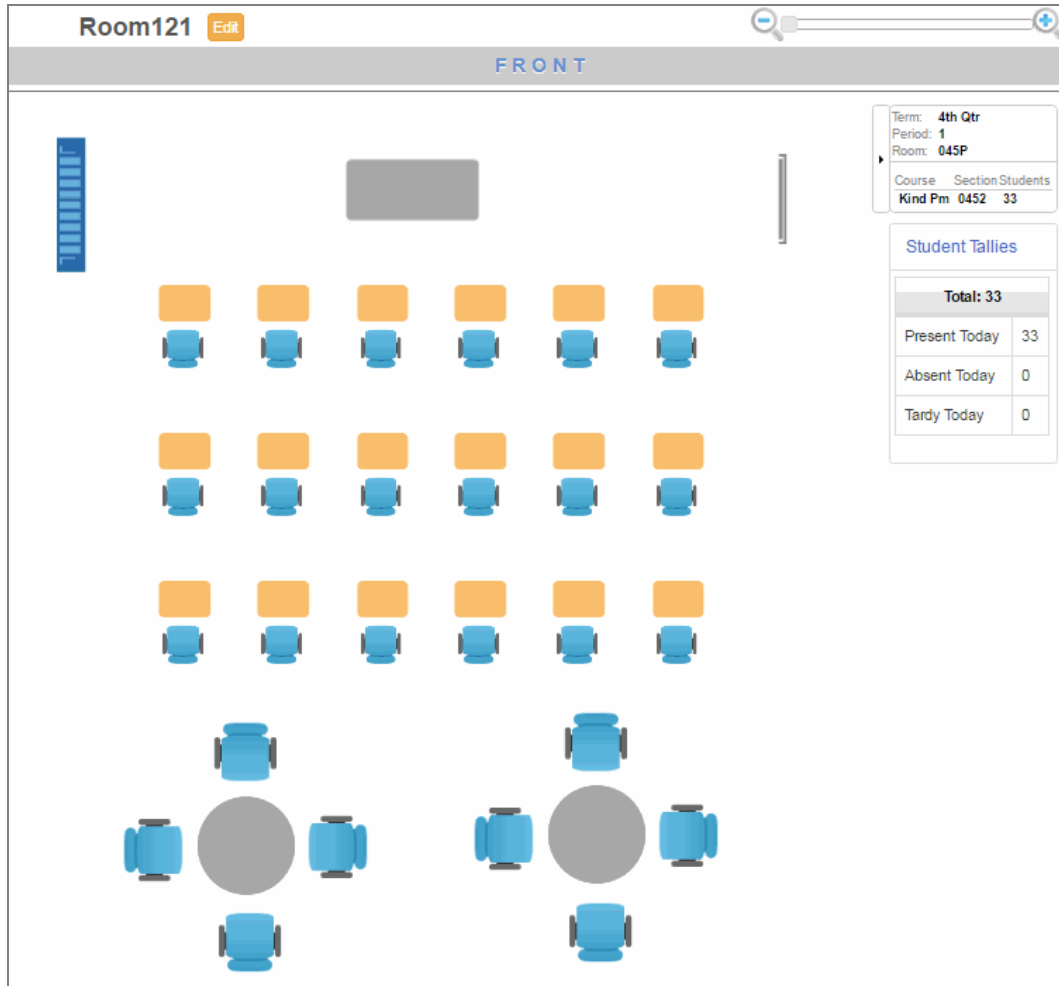 Room121 Edit
FRONT
Term: 4th Qtr
Period: 1
Room: 045P
Course Section Students
Kind Pm 0452 33
Student Tallies
Total: 33
Present Today 33
Absent Today 0
Tardy Today 0